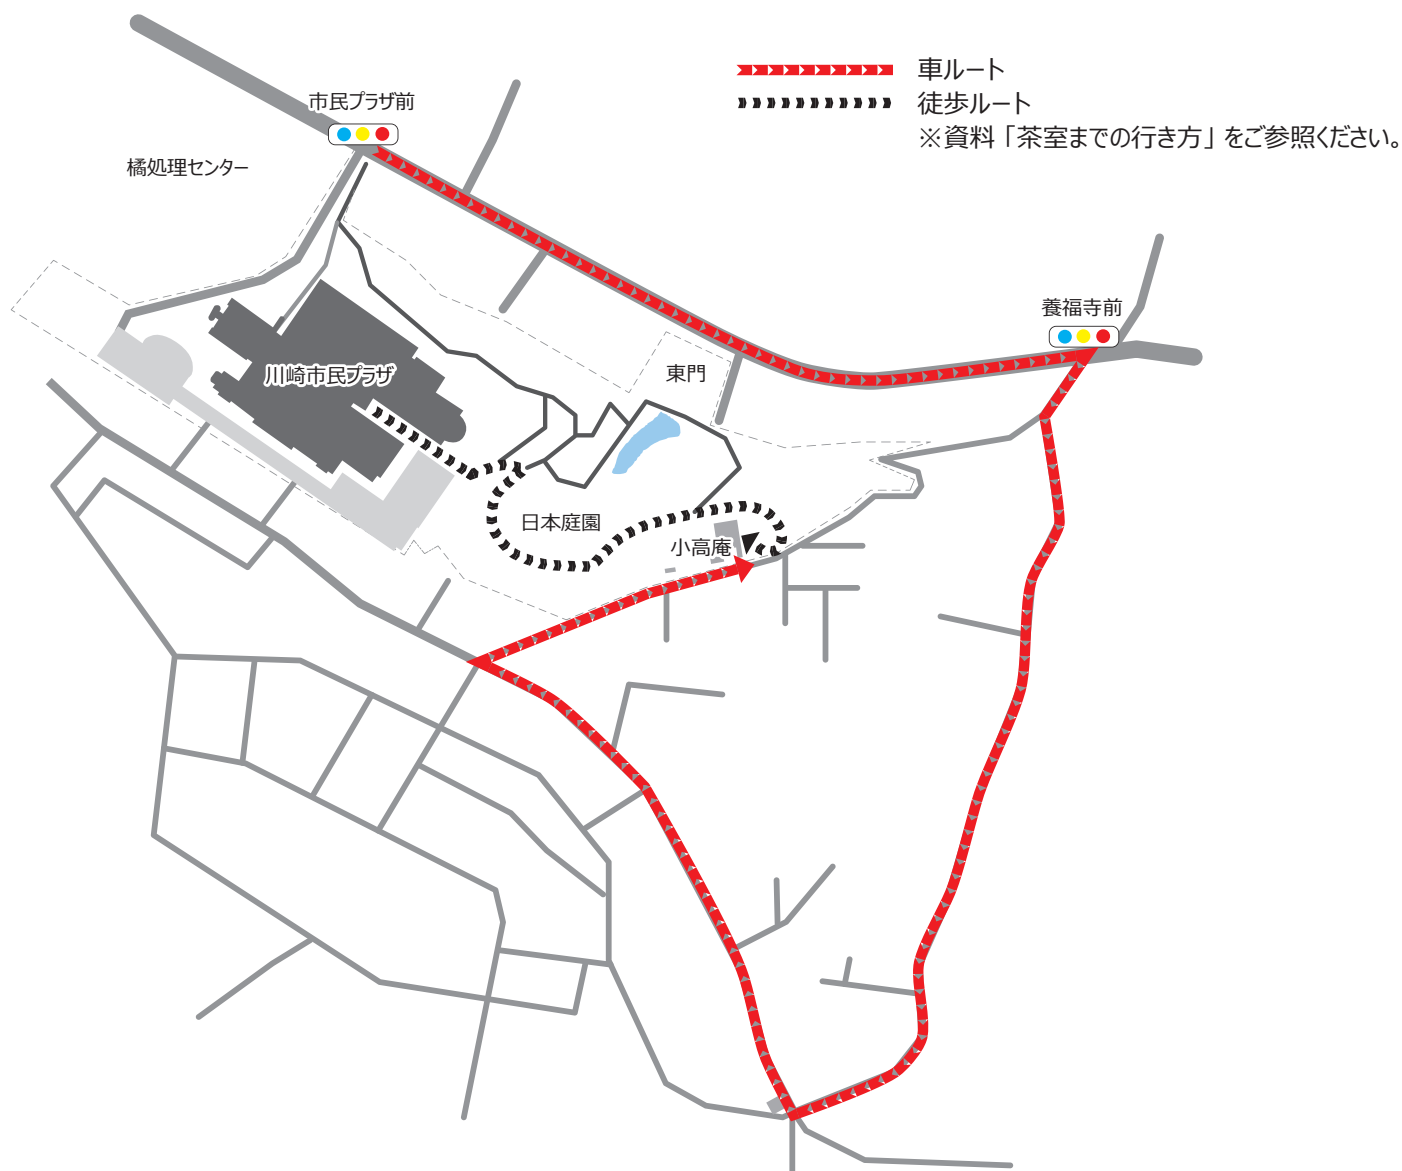 車ルート
徒歩ルート
※資料「茶室までの行き方」をご参照ください。
市民プラザ前
橘処理センター
養福寺前
東門
川崎市民プラザ
日本庭園
小高庵